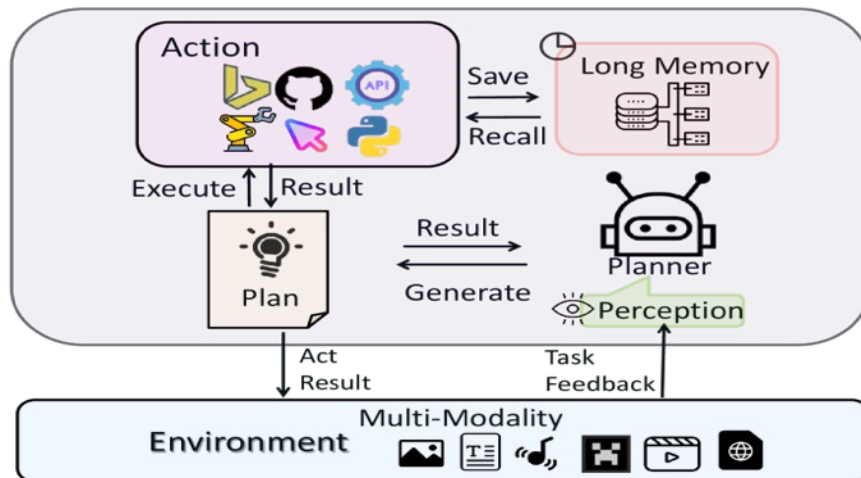 Action
API
Save
Recall
Long Memory
Execute
Result
Plan
Result
Generate
Planner
Perception
Act
Result
Task
Feedback
Multi-Modality
Environment
T